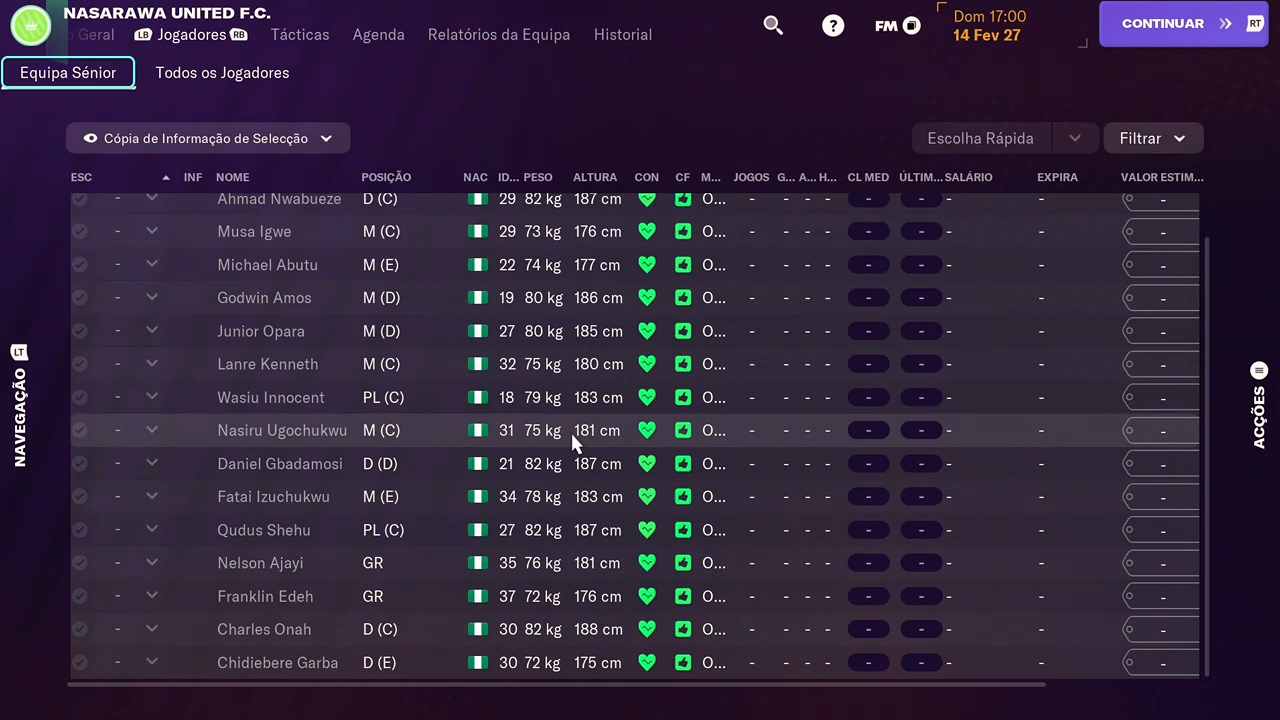 NASARAWA UNITED F.C.
o Geral LB Jogadores RB Tácticas Agenda Relatórios da Equipa Historial
? FM
Dom 17:00
14 Fev 27
CONTINUAR RT
Equipa Sénior Todos os Jogadores
Cópia de Informação de Selecção
Escolha Rápida Filtrar
ESC INF NOME POSIÇÃO NAC ID... PESO ALTURA CON CF M... JOGOS G... A... H... CL MED ÚLTIM... SALÁRIO EXPIRA VALOR ESTIM...
- Ahmad Nwabueze D (C) 29 82 kg 187 cm O... - - - - - - - - -
- Musa Igwe M (C) 29 73 kg 176 cm O... - - - - - - - - -
- Michael Abutu M (E) 22 74 kg 177 cm O... - - - - - - - - -
- Godwin Amos M (D) 19 80 kg 186 cm O... - - - - - - - - -
- Junior Opara M (D) 27 80 kg 185 cm O... - - - - - - - - -
- Lanre Kenneth M (C) 32 75 kg 180 cm O... - - - - - - - - -
- Wasiu Innocent PL (C) 18 79 kg 183 cm O... - - - - - - - - -
- Nasiru Ugochukwu M (C) 31 75 kg 181 cm O... - - - - - - - - -
- Daniel Gbadamosi D (D) 21 82 kg 187 cm O... - - - - - - - - -
- Fatai Izuchukwu M (E) 34 78 kg 183 cm O... - - - - - - - - -
- Qudus Shehu PL (C) 27 82 kg 187 cm O... - - - - - - - - -
- Nelson Ajayi GR 35 76 kg 181 cm O... - - - - - - - - -
- Franklin Edeh GR 37 72 kg 176 cm O... - - - - - - - - -
- Charles Onah D (C) 30 82 kg 188 cm O... - - - - - - - - -
- Chidiebere Garba D (E) 30 72 kg 175 cm O... - - - - - - - - -
NAVEGAÇÃO LT
ACÇÕES